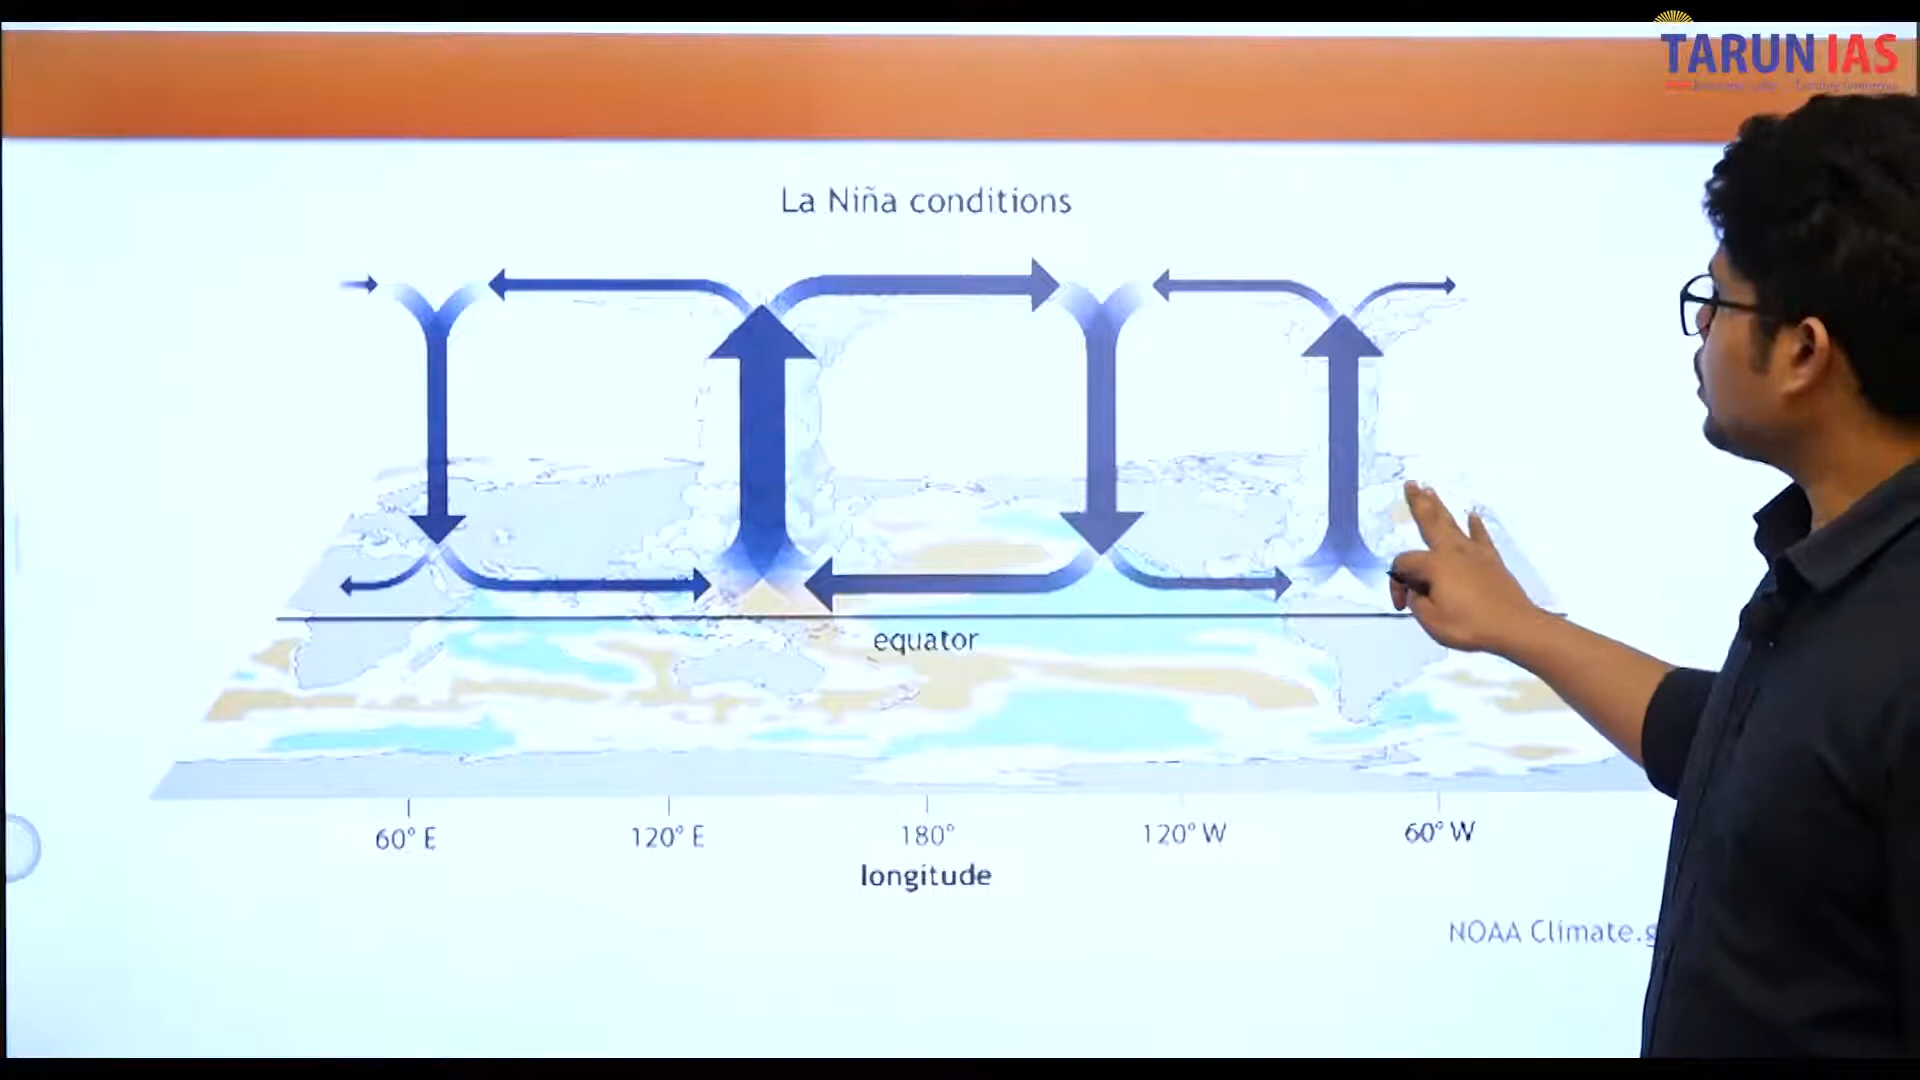 TARUN IAS
La Niña conditions
equator
60° E 120° E 180° 120° W 60° W
longitude
NOAA Climate.g